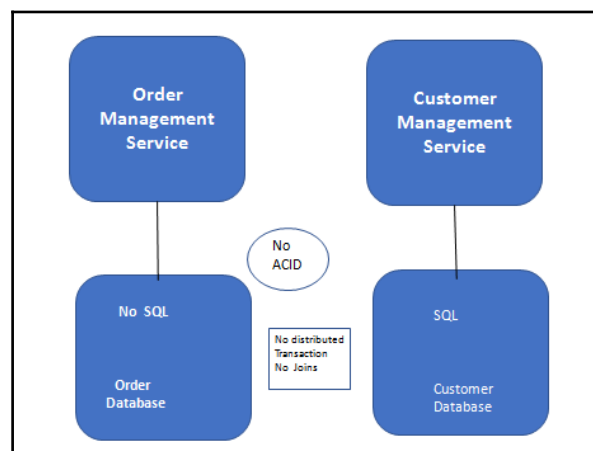 Order
Management
Service
Customer
Management
Service
No
ACID
No SQL
Order
Database
No distributed
Transaction
No Joins
SQL
Customer
Database